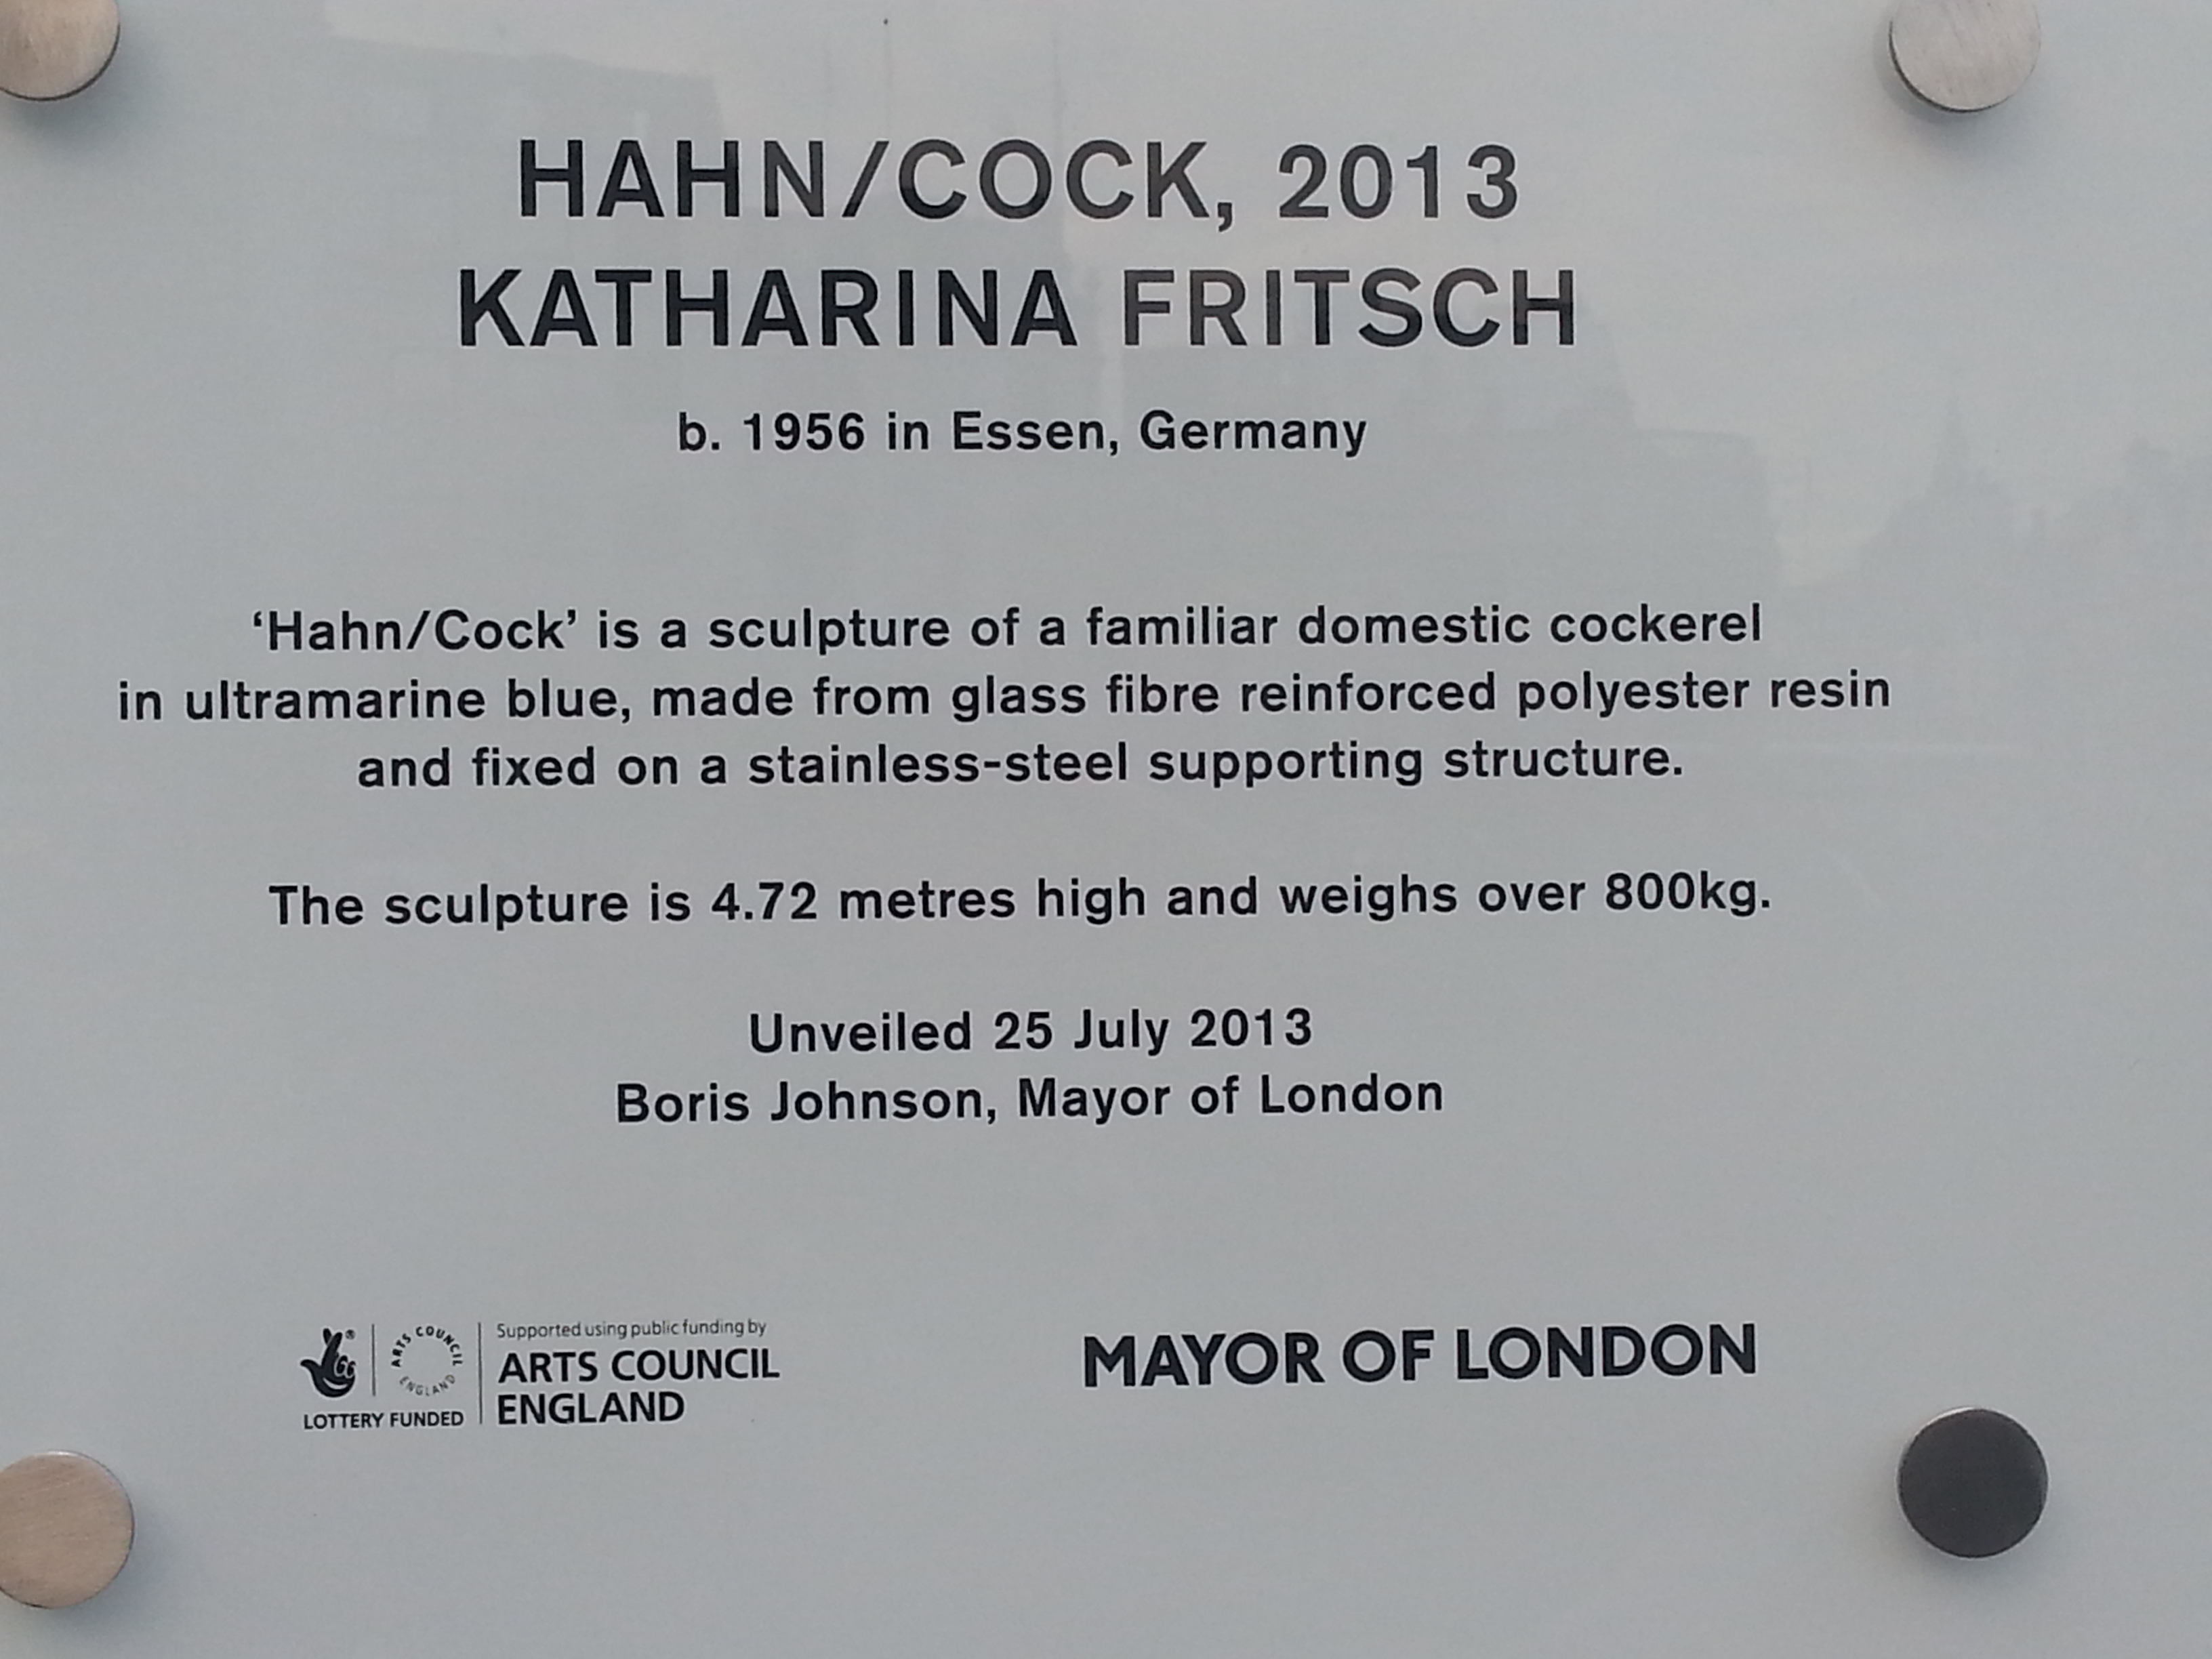 HAHN/COCK, 2013
KATHARINA FRITSCH
b. 1956 in Essen, Germany
‘Hahn/Cock’ is a sculpture of a familiar domestic cockerel
in ultramarine blue, made from glass fibre reinforced polyester resin
and fixed on a stainless-steel supporting structure.
The sculpture is 4.72 metres high and weighs over 800kg.
Unveiled 25 July 2013
Boris Johnson, Mayor of London
ARTS COUNCIL ENGLAND
LOTTERY FUNDED
Supported using public funding by
ARTS COUNCIL
ENGLAND
MAYOR OF LONDON